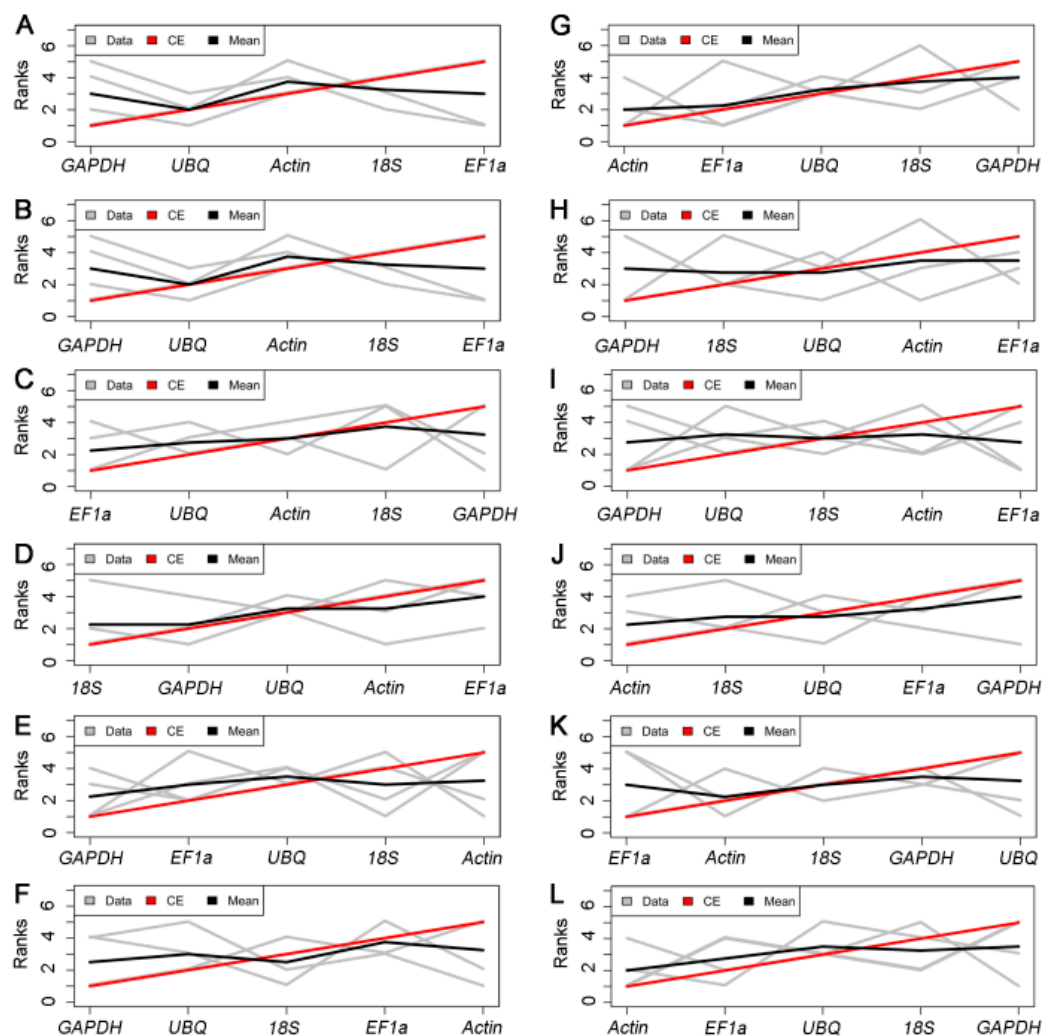 A
Data CE Mean
Ranks
0 2 4 6
GAPDH UBQ Actin 18S EF1a
B
Data CE Mean
Ranks
0 2 4 6
GAPDH UBQ Actin 18S EF1a
C
Data CE Mean
Ranks
0 2 4 6
EF1a UBQ Actin 18S GAPDH
D
Data CE Mean
Ranks
0 2 4 6
18S GAPDH UBQ Actin EF1a
E
Data CE Mean
Ranks
0 2 4 6
GAPDH EF1a UBQ 18S Actin
F
Data CE Mean
Ranks
0 2 4 6
GAPDH UBQ 18S EF1a Actin
G
Data CE Mean
Ranks
0 2 4 6
Actin EF1a UBQ 18S GAPDH
H
Data CE Mean
Ranks
0 2 4 6
GAPDH 18S UBQ Actin EF1a
I
Data CE Mean
Ranks
0 2 4 6
GAPDH UBQ 18S Actin EF1a
J
Data CE Mean
Ranks
0 2 4 6
Actin 18S UBQ EF1a GAPDH
K
Data CE Mean
Ranks
0 2 4 6
EF1a Actin 18S GAPDH UBQ
L
Data CE Mean
Ranks
0 2 4 6
Actin EF1a UBQ 18S GAPDH